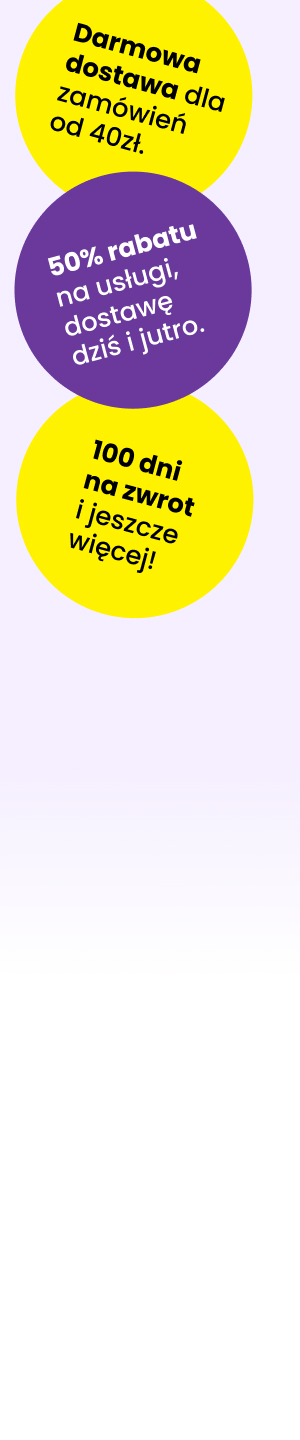 Darmowa
dostawa dla
zamówień
od 40zł.
50% rabatu
na usługi,
dostawę
dziś i jutro.
100 dni
na zwrot
i jeszcze
więcej!